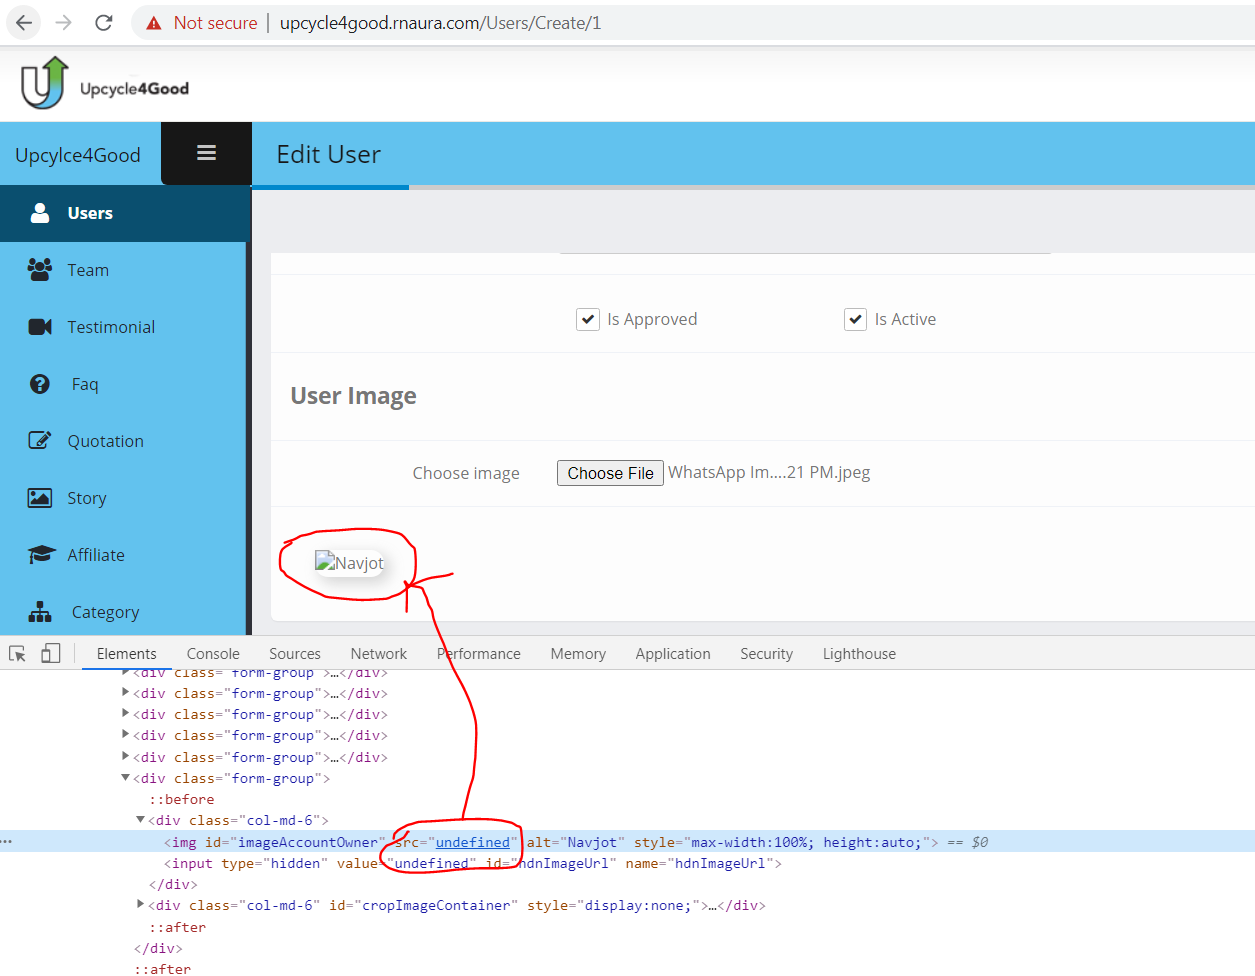 Not secure | upcycle4good.rnaura.com/Users/Create/1
Upcycle4Good
Upcylce4Good
Edit User
Users
Team
Testimonial
Faq
Quotation
Story
Affiliate
Category
Is Approved
Is Active
User Image
Choose image
Choose File WhatsApp Im....21 PM.jpeg
Navjot
Elements Console Sources Network Performance Memory Application Security Lighthouse
<div class="form-group">…</div>
<div class="form-group">…</div>
<div class="form-group">…</div>
<div class="form-group">…</div>
<div class="form-group">…</div>
<div class="form-group">
::before
<div class="col-md-6">
<img id="imageAccountOwner" src="undefined" alt="Navjot" style="max-width:100%; height:auto;"> == $0
<input type="hidden" value="undefined" id="hdnImageUrl" name="hdnImageUrl">
</div>
<div class="col-md-6" id="cropImageContainer" style="display:none;">…</div>
::after
</div>
::after